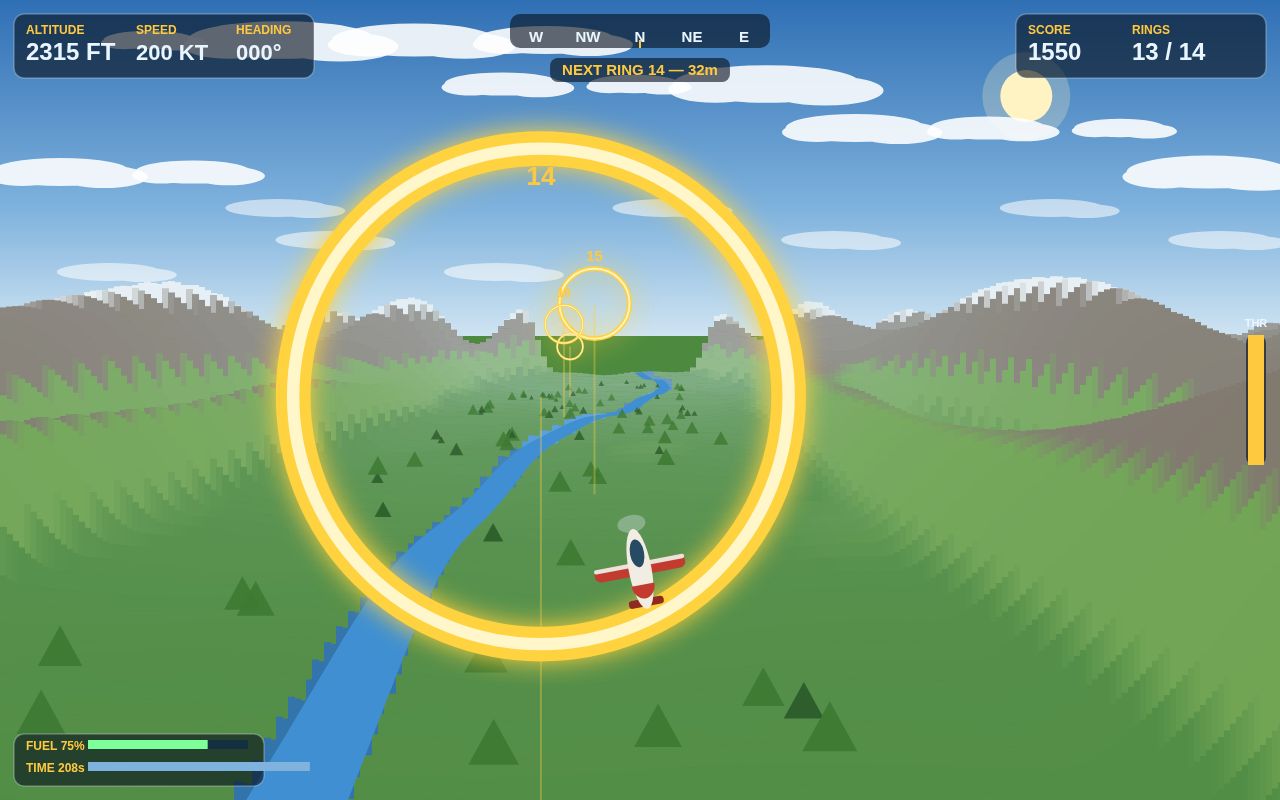 ALTITUDE SPEED HEADING
2315 FT 200 KT 000°
W NW N NE E
NEXT RING 14 — 32m
SCORE RINGS
1550 13 / 14
14
15
THR
FUEL 75%
TIME 208s